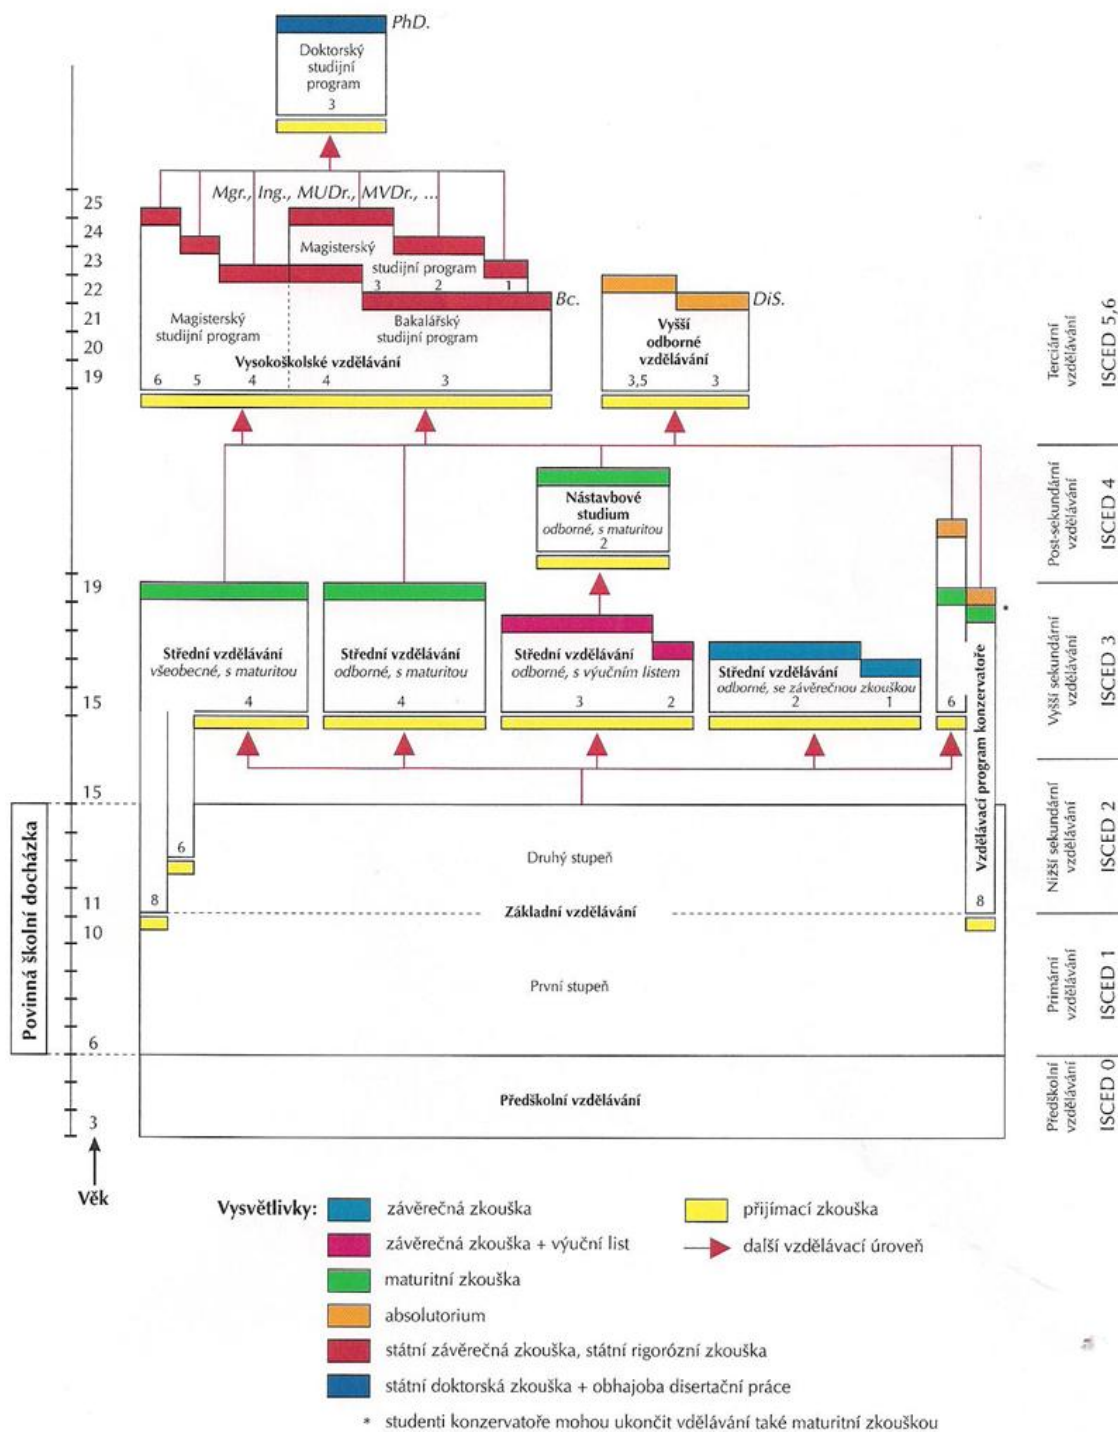 PhD.
Doktorský
studijní
program
3
Mgr., Ing., MUDr., MVDr., ...
25
24
23
22
21
20
19
Magisterský
studijní program
3
2
1
Bc.
Magisterský
studijní program
Bakalářský
studijní program
Vysokoškolské vzdělávání
6
5
4
4
3
DiS.
Vyšší
odborné
vzdělávání
3,5
3
Terciární
vzdělávání
ISCED 5,6
Nástavbové
studium
odborné, s maturitou
2
Post-sekundární
vzdělávání
ISCED 4
19
15
Střední vzdělávání
všeobecné, s maturitou
4
Střední vzdělávání
odborné, s maturitou
4
Střední vzdělávání
odborné, s výučním listem
3
2
Střední vzdělávání
odborné, se závěrečnou zkouškou
2
1
6
*
Vzdělávací program konzervatoře
8
Vyšší sekundární
vzdělávání
ISCED 3
15
11
10
6
3
Povinná školní docházka
6
8
Druhý stupeň
Základní vzdělávání
První stupeň
Předškolní vzdělávání
Nižší sekundární
vzdělávání
ISCED 2
Primární
vzdělávání
ISCED 1
Předškolní
vzdělávání
ISCED 0
Věk
Vysvětlivky:
závěrečná zkouška
závěrečná zkouška + výuční list
maturitní zkouška
absolutorium
státní závěrečná zkouška, státní rigorózní zkouška
státní doktorská zkouška + obhajoba disertační práce
* studenti konzervatoře mohou ukončit vdělávání také maturitní zkouškou
přijímací zkouška
další vzdělávací úroveň